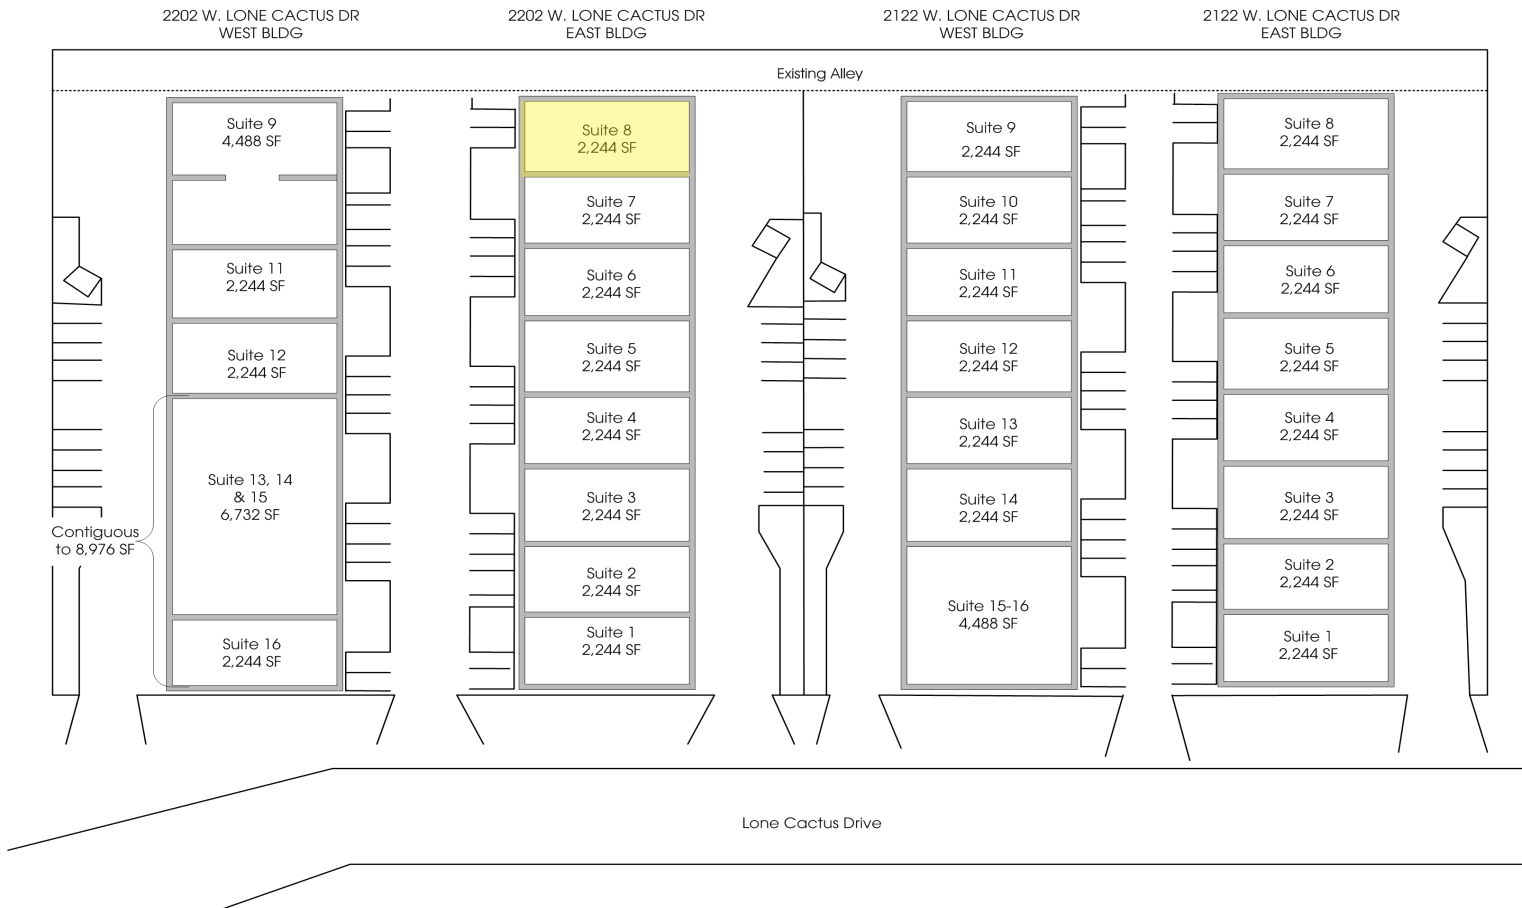 2202 W. LONE CACTUS DR
WEST BLDG
2202 W. LONE CACTUS DR
EAST BLDG
2122 W. LONE CACTUS DR
WEST BLDG
2122 W. LONE CACTUS DR
EAST BLDG
Existing Alley
Suite 9
4,488 SF
Suite 11
2,244 SF
Suite 12
2,244 SF
Suite 13, 14
& 15
6,732 SF
Contiguous
to 8,976 SF
Suite 16
2,244 SF
Suite 8
2,244 SF
Suite 7
2,244 SF
Suite 6
2,244 SF
Suite 5
2,244 SF
Suite 4
2,244 SF
Suite 3
2,244 SF
Suite 2
2,244 SF
Suite 1
2,244 SF
Suite 9
2,244 SF
Suite 10
2,244 SF
Suite 11
2,244 SF
Suite 12
2,244 SF
Suite 13
2,244 SF
Suite 14
2,244 SF
Suite 15-16
4,488 SF
Suite 8
2,244 SF
Suite 7
2,244 SF
Suite 6
2,244 SF
Suite 5
2,244 SF
Suite 4
2,244 SF
Suite 3
2,244 SF
Suite 2
2,244 SF
Suite 1
2,244 SF
Lone Cactus Drive